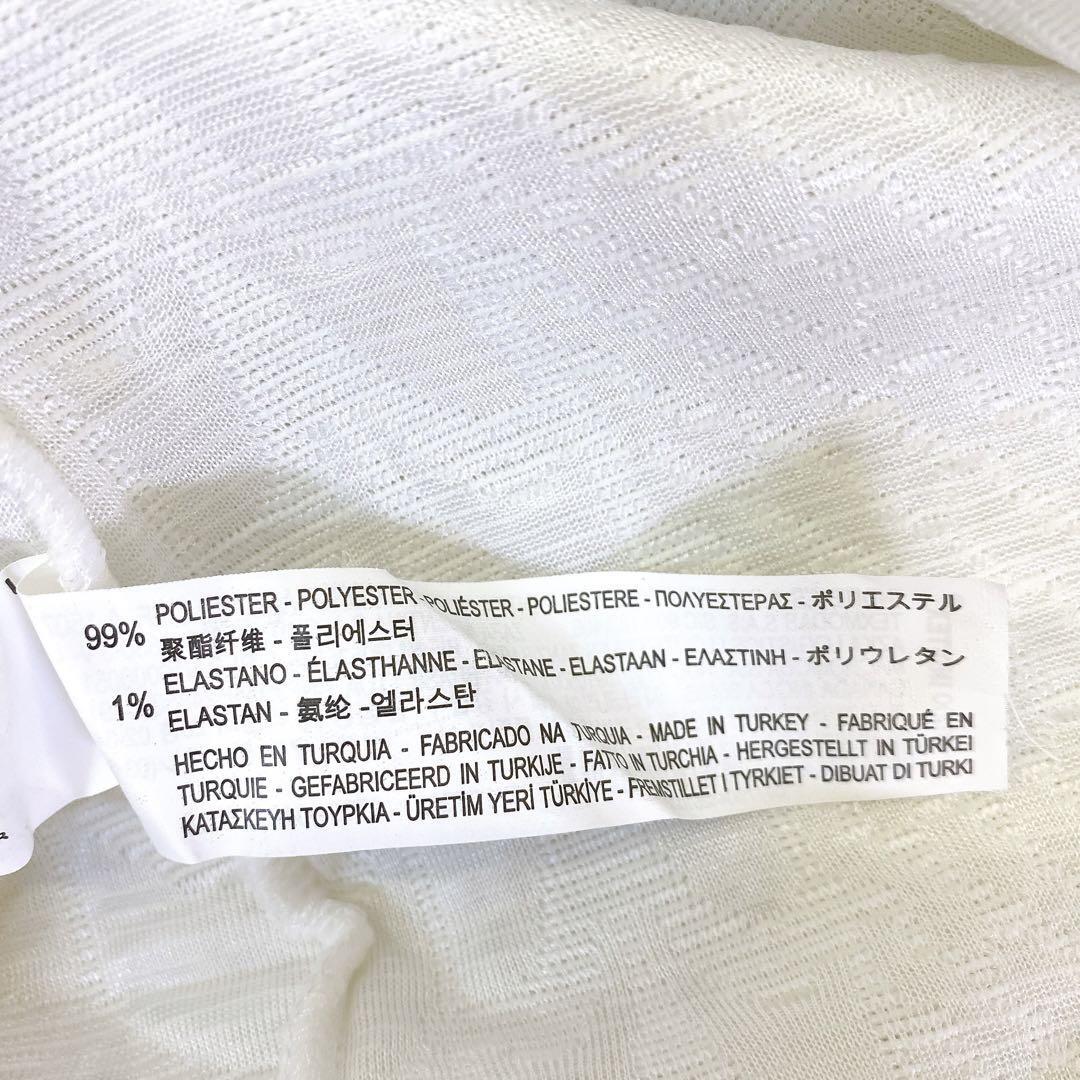 99% POLIESTER - POLYESTER - POLIÉSTER - POLIESTERE - ΠΟΛΥΕΣΤΕΡΑΣ - ポリエステル
聚酯纤维 - 폴리에스터
1% ELASTANO - ÉLASTHANNE - ELASTANE - ELASTAAN - ΕΛΑΣΤΙΝΗ - ポリウレタン
ELASTAN - 氨纶 -엘라스탄
HECHO EN TURQUIA - FABRICADO NA TURQUIA - MADE IN TURKEY - FABRIQUÉ EN
TURQUIE - GEFABRICEERD IN TURKIJE - FATTO IN TURCHIA - HERGESTELLT IN TÜRKEI
ΚΑΤΑΣΚΕΥΗ ΤΟΥΡΚΙΑ - ÜRETİM YERİ TÜRKİYE - FREMSTILLET I TYRKIET - DIBUAT DI TURKI